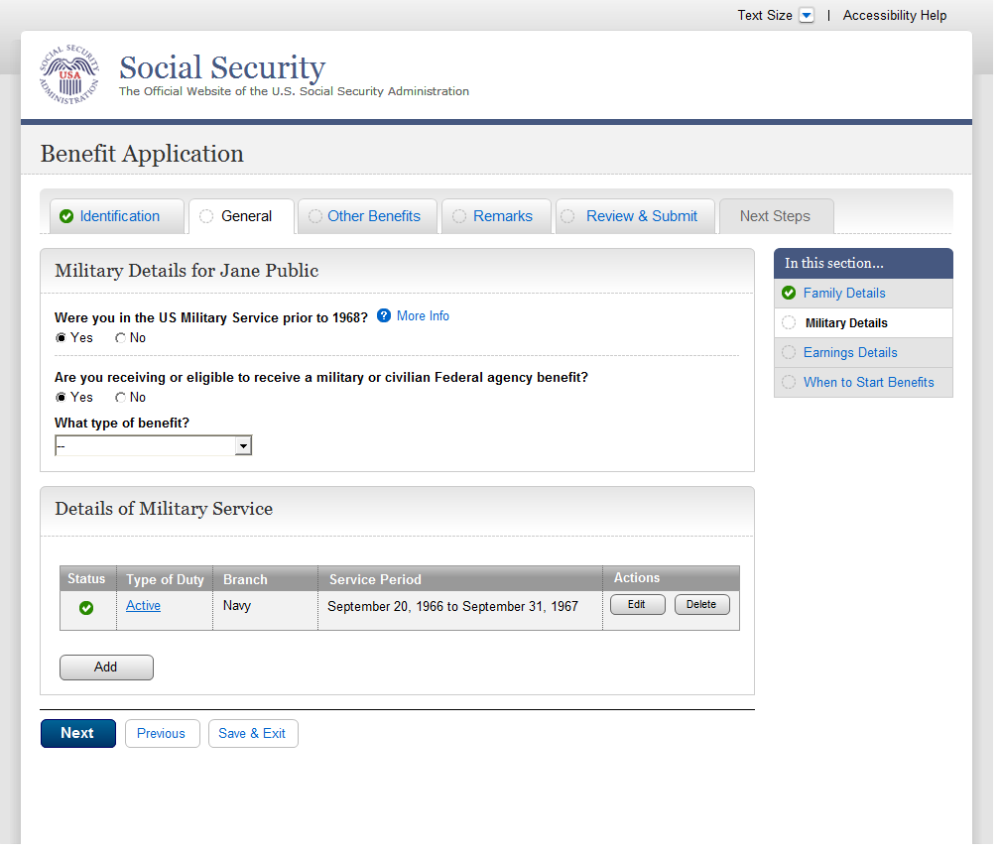 Text Size | Accessibility Help
SOCIAL SECURITY ADMINISTRATION
USA
Social Security
The Official Website of the U.S. Social Security Administration
Benefit Application
Identification General Other Benefits Remarks Review & Submit Next Steps
Military Details for Jane Public
Were you in the US Military Service prior to 1968? ? More Info
Yes No
Are you receiving or eligible to receive a military or civilian Federal agency benefit?
Yes No
What type of benefit?
--
In this section...
Family Details
Military Details
Earnings Details
When to Start Benefits
Details of Military Service
Status Type of Duty Branch Service Period Actions
Active Navy September 20, 1966 to September 31, 1967 Edit Delete
Add
Next Previous Save & Exit